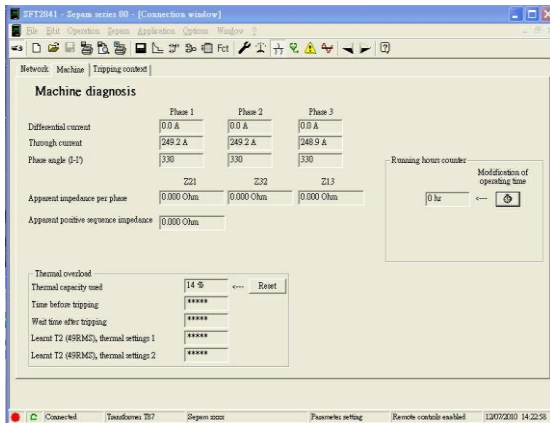 SFT2841 - Sepam series 80 - [Connection window]
File Edit Operation Sepam Application Options Window ?
Fct
Network Machine Tripping context
Machine diagnosis
Phase 1 Phase 2 Phase 3
Differential current 0.0 A 0.0 A 0.0 A
Through current 249.2 A 249.2 A 248.9 A
Phase angle (I-I') 330 330 330
Z21 Z32 Z13
Apparent impedance per phase 0.000 Ohm 0.000 Ohm 0.000 Ohm
Apparent positive sequence impedance 0.000 Ohm
Running hours counter
Modification of
operating time
0 hr <---
Thermal overload
Thermal capacity used 14 % <--- Reset
Time before tripping *****
Wait time after tripping *****
Learnt T2 (49RMS), thermal settings 1 *****
Learnt T2 (49RMS), thermal settings 2 *****
Connected Transformer T87 Sepam xxxx Parameter setting Remote controls enabled 12/07/2010 14:22:58